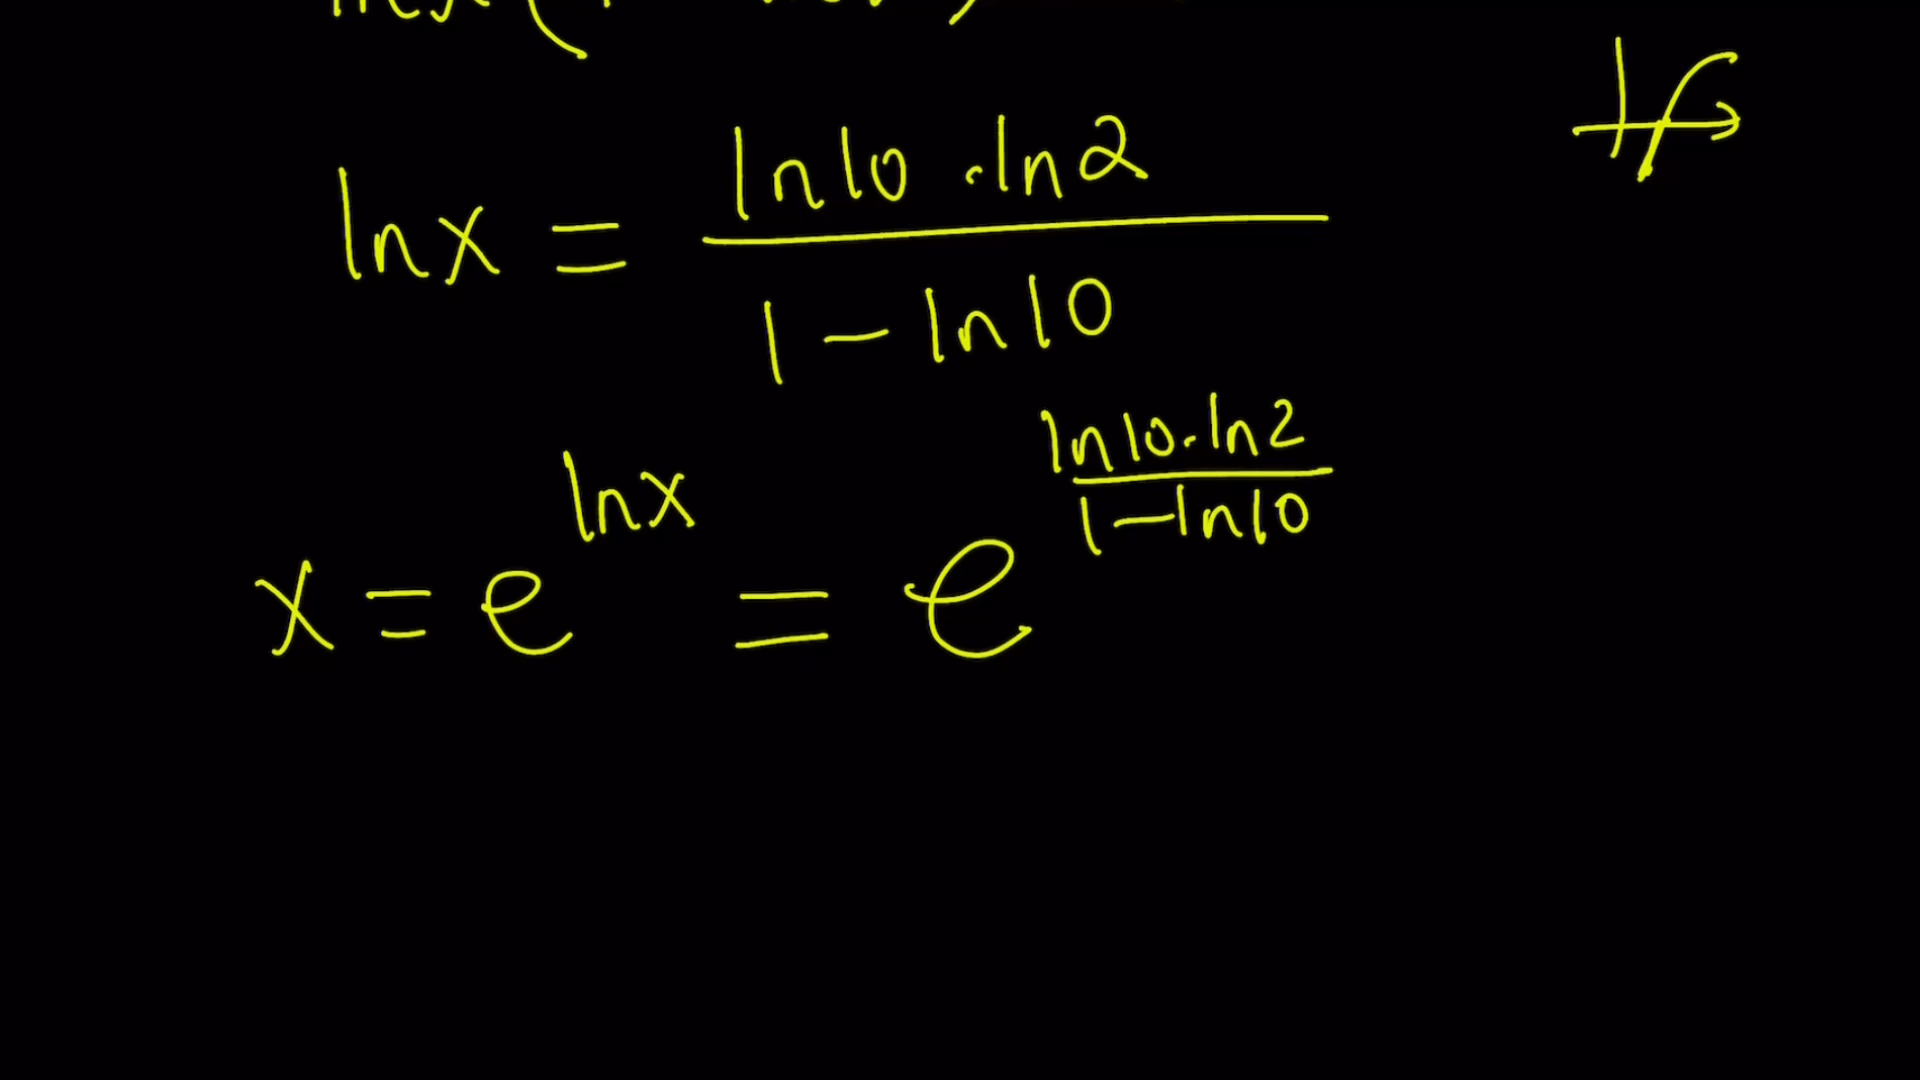 ln x = ln10 · ln2 / 1 - ln10
x = e^ln x = e^ln10 · ln2 / 1 - ln10